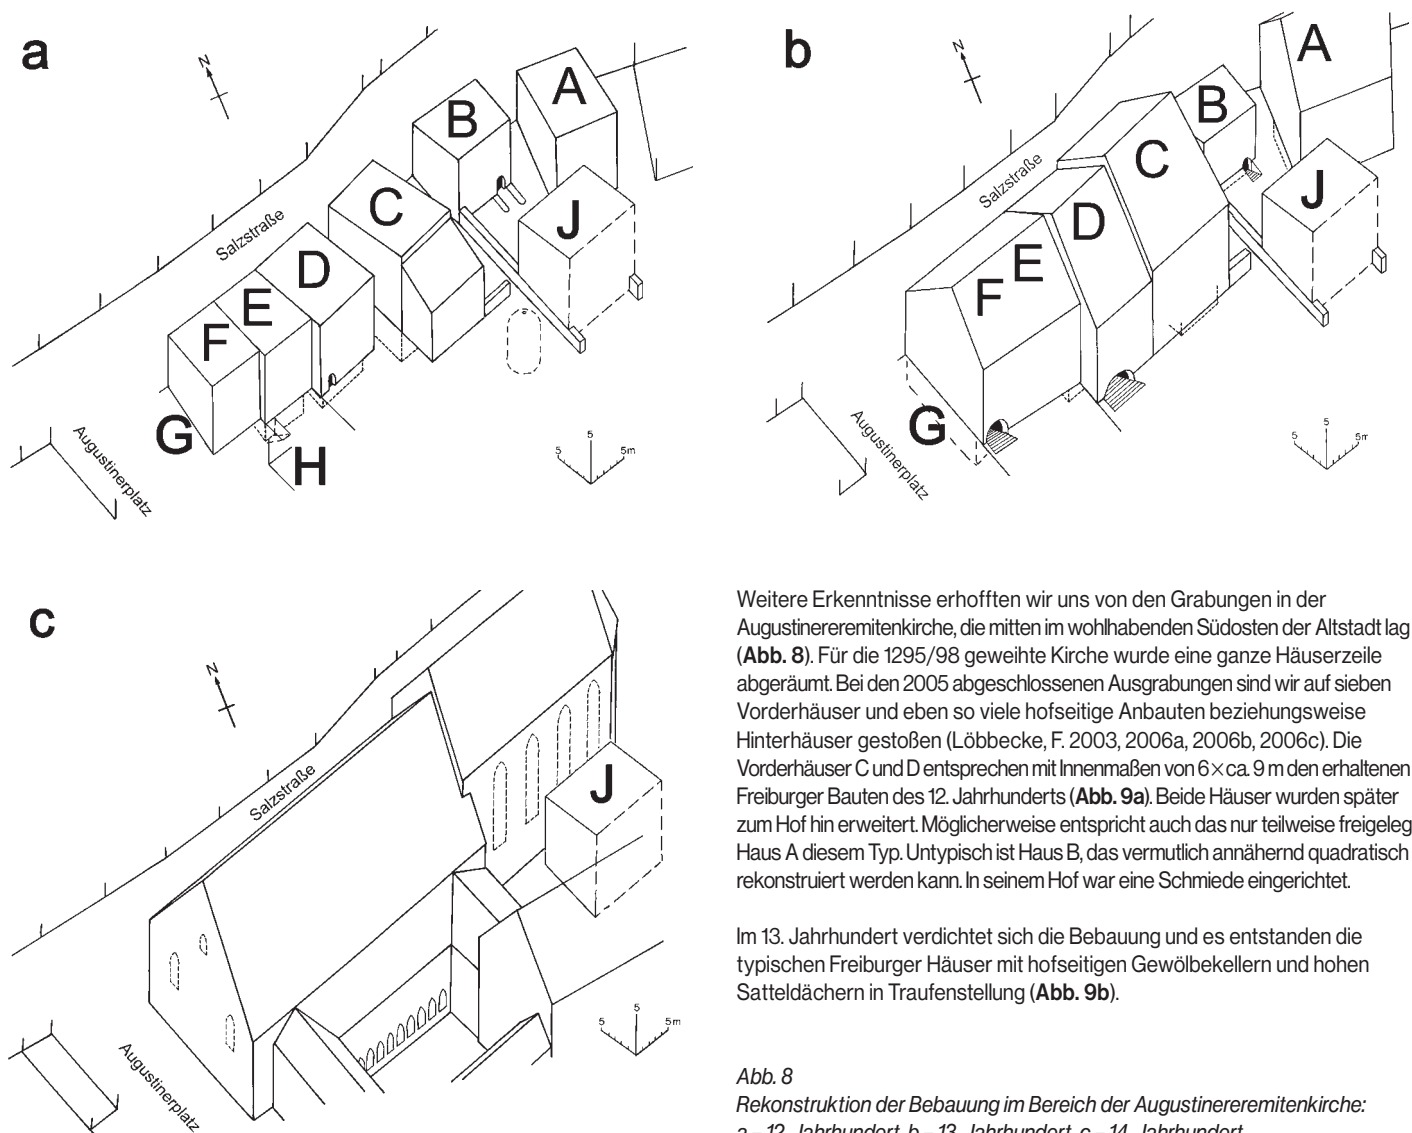 a
N
A
B
C
J
D
E
F
G
H
Salzstraße
Augustinerplatz
5
5
5m
b
N
A
B
C
J
D
E
F
G
Salzstraße
Augustinerplatz
5
5
5m
c
N
J
Salzstraße
Augustinerplatz
5
5
5m
Weitere Erkenntnisse erhofften wir uns von den Grabungen in der
Augustinereremitenkirche, die mitten im wohlhabenden Südosten der Altstadt lag
(Abb. 8). Für die 1295/98 geweihte Kirche wurde eine ganze Häuserzeile
abgeräumt. Bei den 2005 abgeschlossenen Ausgrabungen sind wir auf sieben
Vorderhäuser und eben so viele hofseitige Anbauten beziehungsweise
Hinterhäuser gestoßen (Löbbecke, F. 2003, 2006a, 2006b, 2006c). Die
Vorderhäuser C und D entsprechen mit Innenmaßen von 6×ca. 9 m den erhaltenen
Freiburger Bauten des 12. Jahrhunderts (Abb. 9a). Beide Häuser wurden später
zum Hof hin erweitert. Möglicherweise entspricht auch das nur teilweise freigeleg
Haus A diesem Typ. Untypisch ist Haus B, das vermutlich annähernd quadratisch
rekonstruiert werden kann. In seinem Hof war eine Schmiede eingerichtet.
Im 13. Jahrhundert verdichtet sich die Bebauung und es entstanden die
typischen Freiburger Häuser mit hofseitigen Gewölbekellern und hohen
Satteldächern in Traufenstellung (Abb. 9b).
Abb. 8
Rekonstruktion der Bebauung im Bereich der Augustinereremitenkirche:
a – 12. Jahrhundert, b – 13. Jahrhundert, c – 14. Jahrhundert